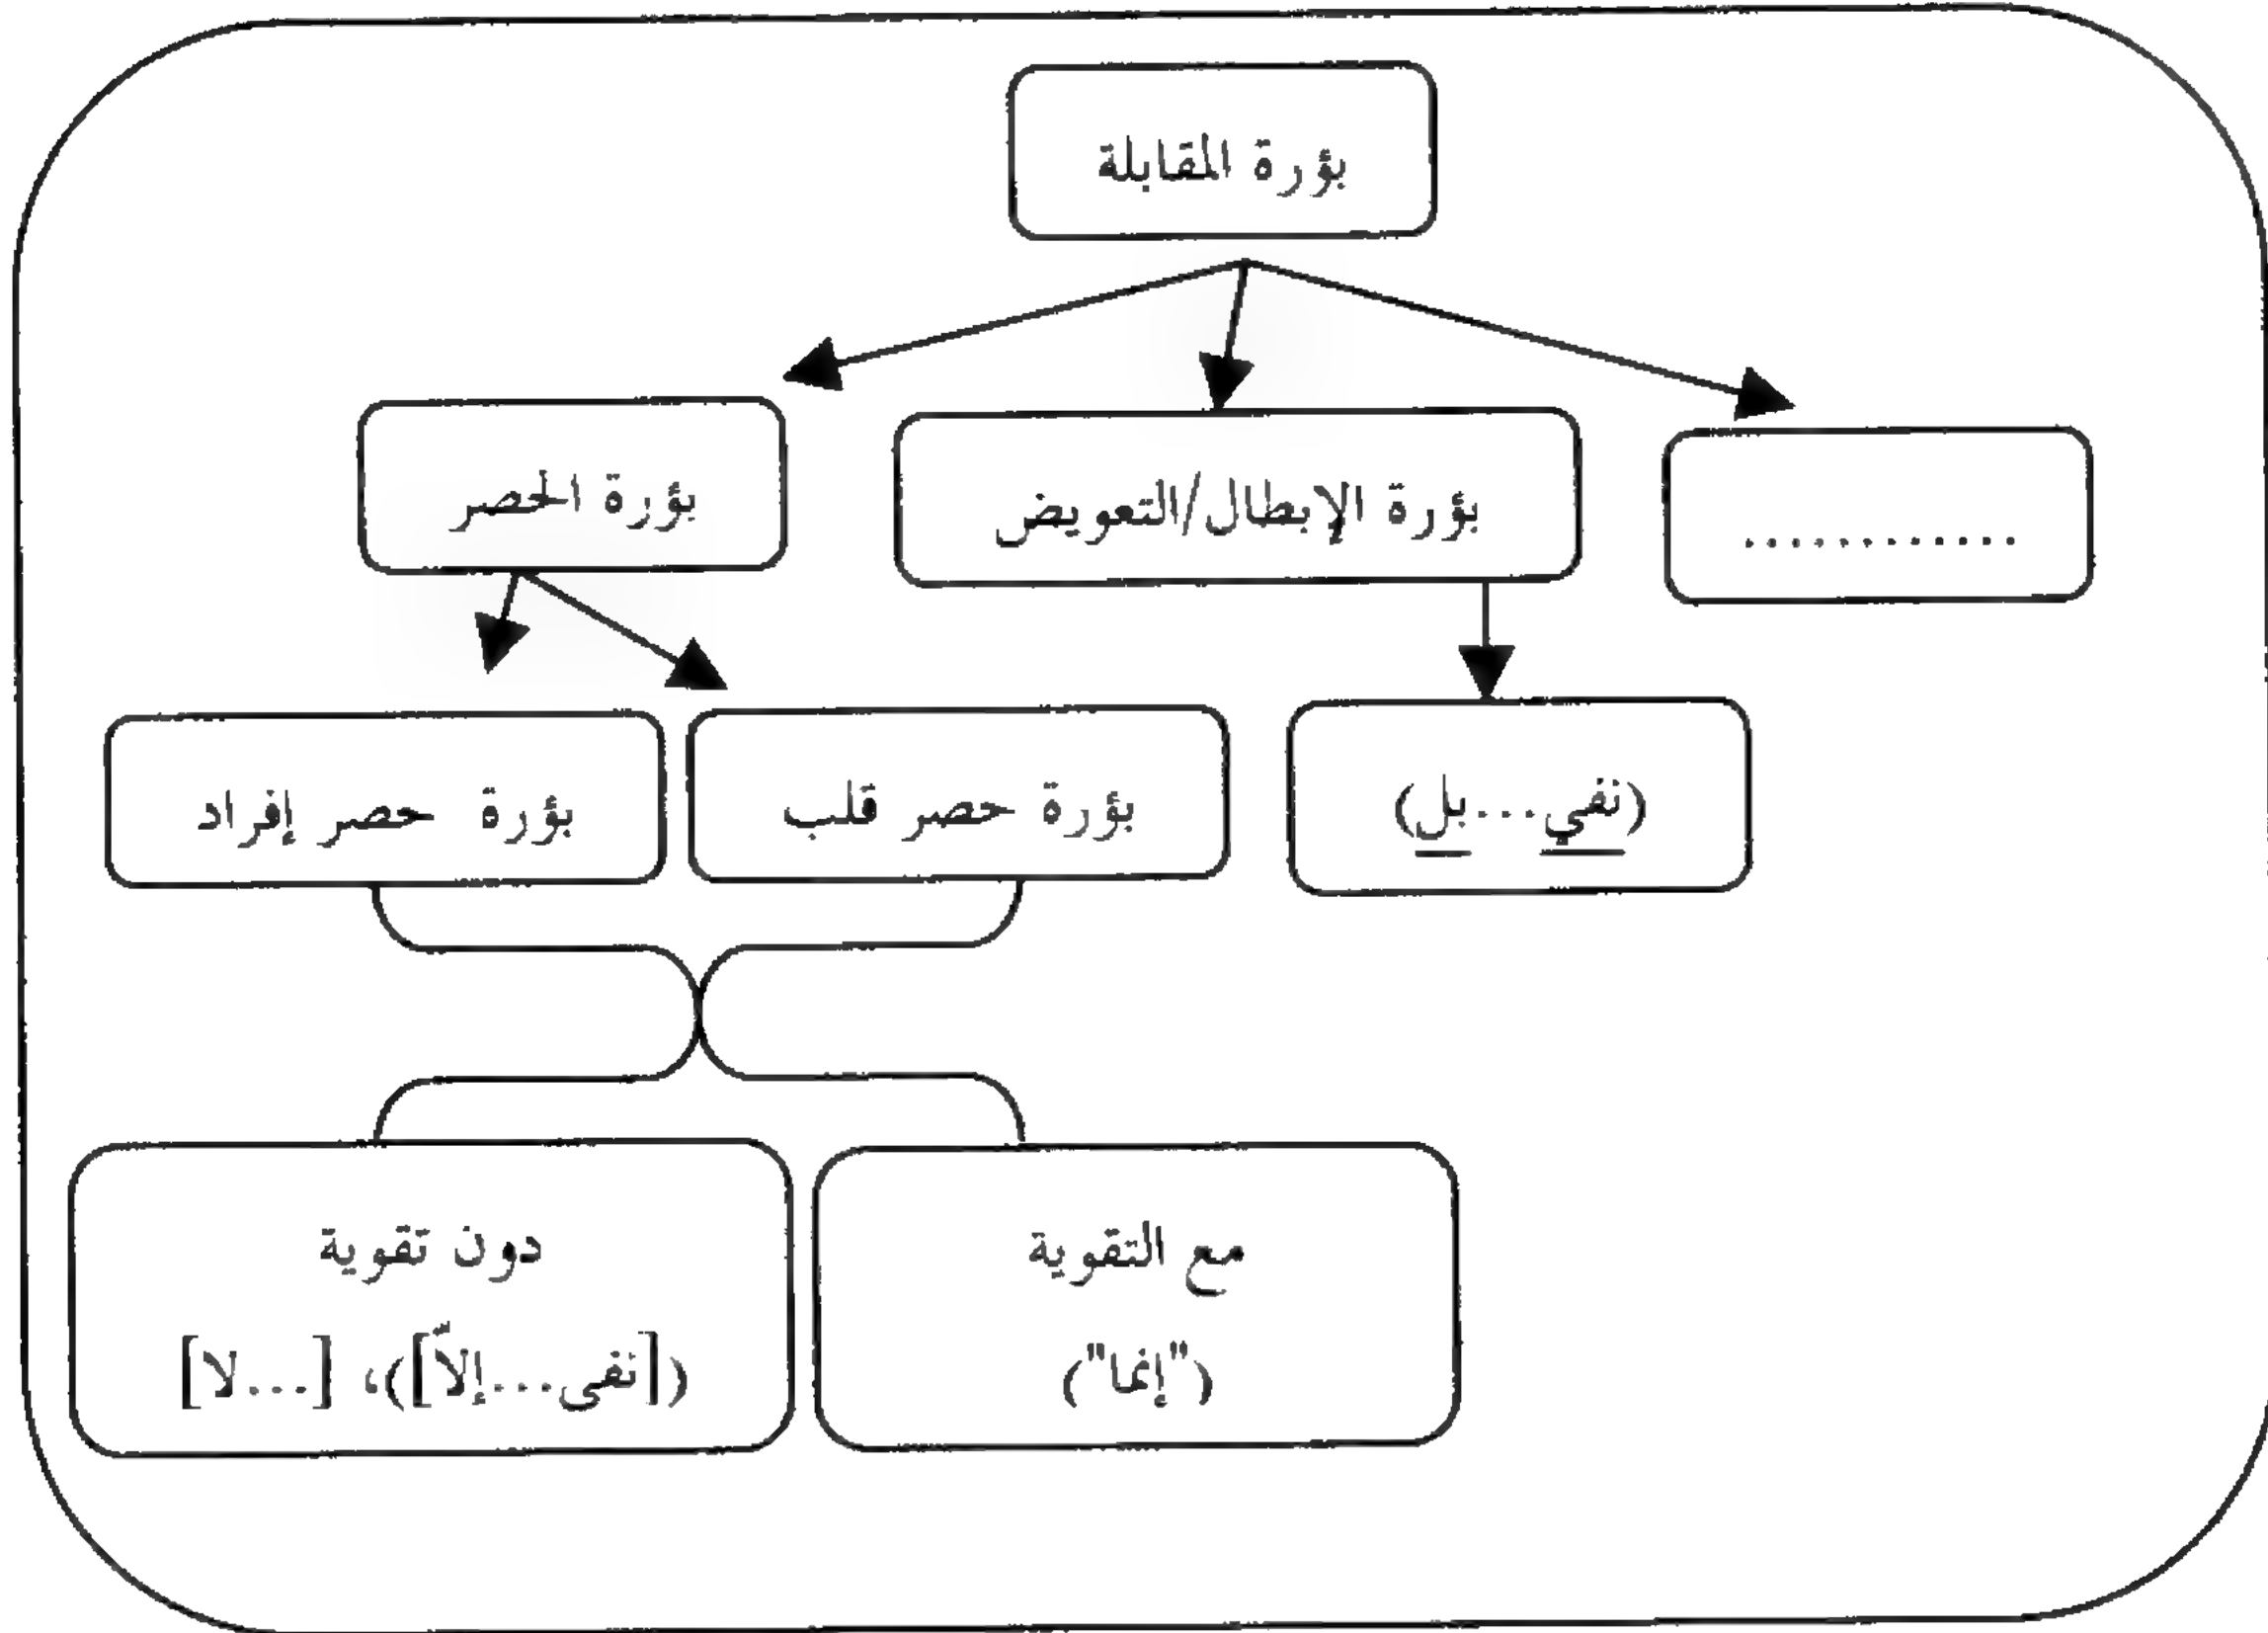 بؤرة المقابلة
.............
بؤرة الإبطال/التعويض
بؤرة الحصر
(نفي...بل)
بؤرة حصر قلب
بؤرة حصر إفراد
مع التقوية
("إنما")
دون تقوية
([نفي...إلاّ])، [...لا]